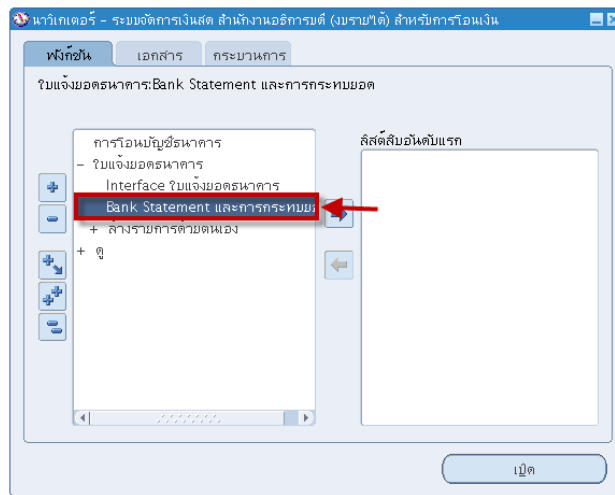 นาวิเกเตอร์ - ระบบจัดการเงินสด สำนักงานอธิการบดี (งบรายได้) สำหรับการโอนเงิน
ฟังก์ชัน
เอกสาร
กระบวนการ
ใบแจ้งยอดธนาคาร:Bank Statement และการกระทบยอด
การโอนบัญชีธนาคาร
- ใบแจ้งยอดธนาคาร
Interface ใบแจ้งยอดธนาคาร
Bank Statement และการกระทบย
+ ล้างรายการด้วยตนเอง
+ ดู
ลิสต์สิบอันดับแรก
เปิด